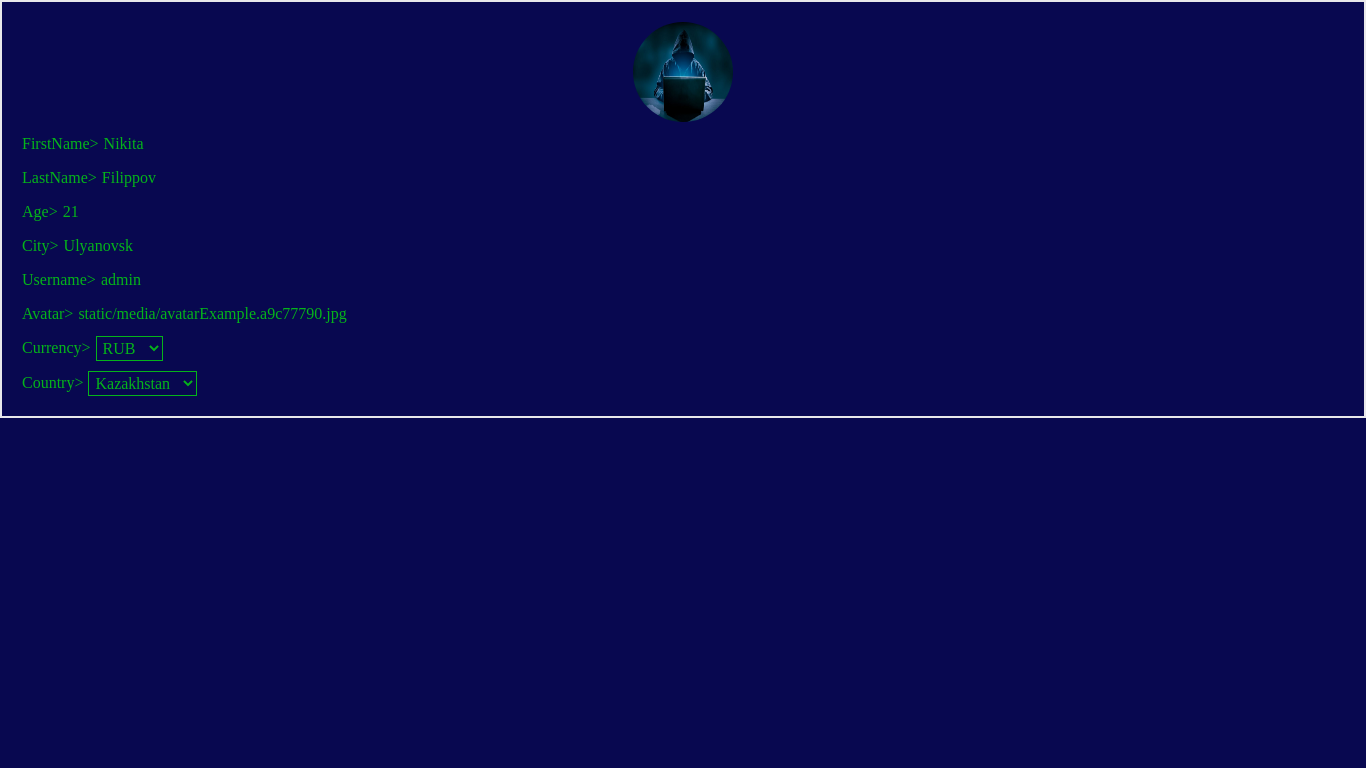 FirstName> Nikita
LastName> Filippov
Age> 21
City> Ulyanovsk
Username> admin
Avatar> static/media/avatarExample.a9c77790.jpg
Currency> RUB
Country> Kazakhstan